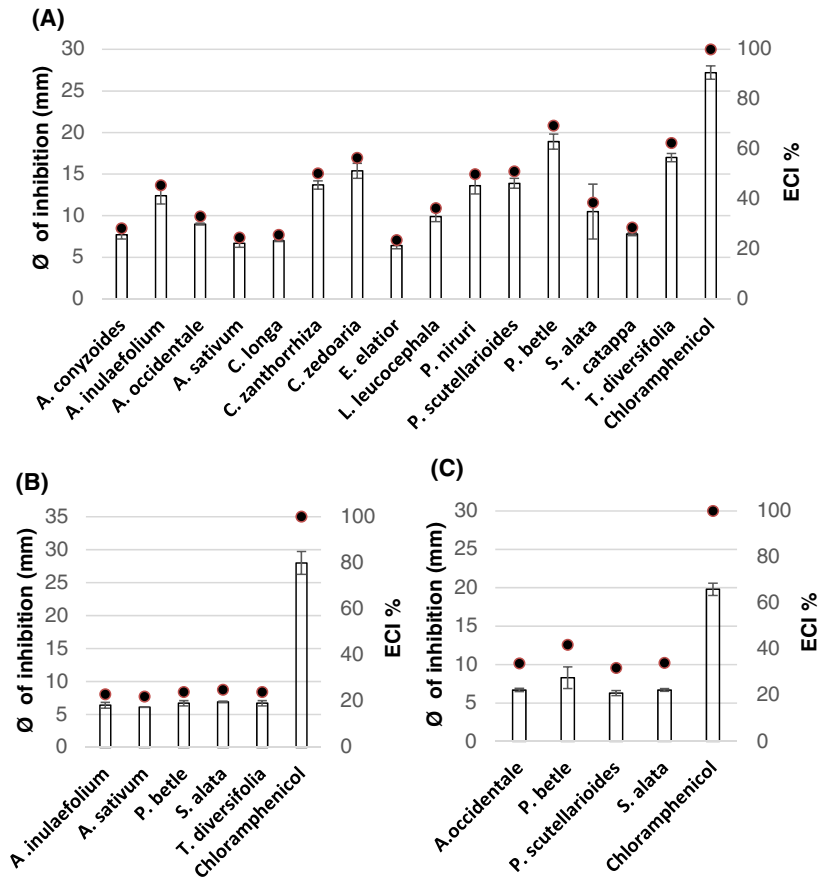 (A)
Ø of inhibition (mm)
30
25
20
15
10
5
0
100
80
60
40
20
0
ECI %
A. conyzoides
A. inulaefolium
A. occidentale
A. sativum
C. longa
C. zanthorrhiza
C. zedoaria
E. elatior
L. leucocephala
P. niruri
P. scutellarioides
P. betle
S. alata
T. catappa
T. diversifolia
Chloramphenicol
(B)
Ø of inhibition (mm)
35
30
25
20
15
10
5
0
100
80
60
40
20
0
ECI %
A .inulaefolium
A. sativum
P. betle
S. alata
T. diversifolia
Chloramphenicol
(C)
Ø of inhibition (mm)
30
25
20
15
10
5
0
100
80
60
40
20
0
ECI %
A.occidentale
P. betle
P. scutellarioides
S. alata
Chloramphenicol